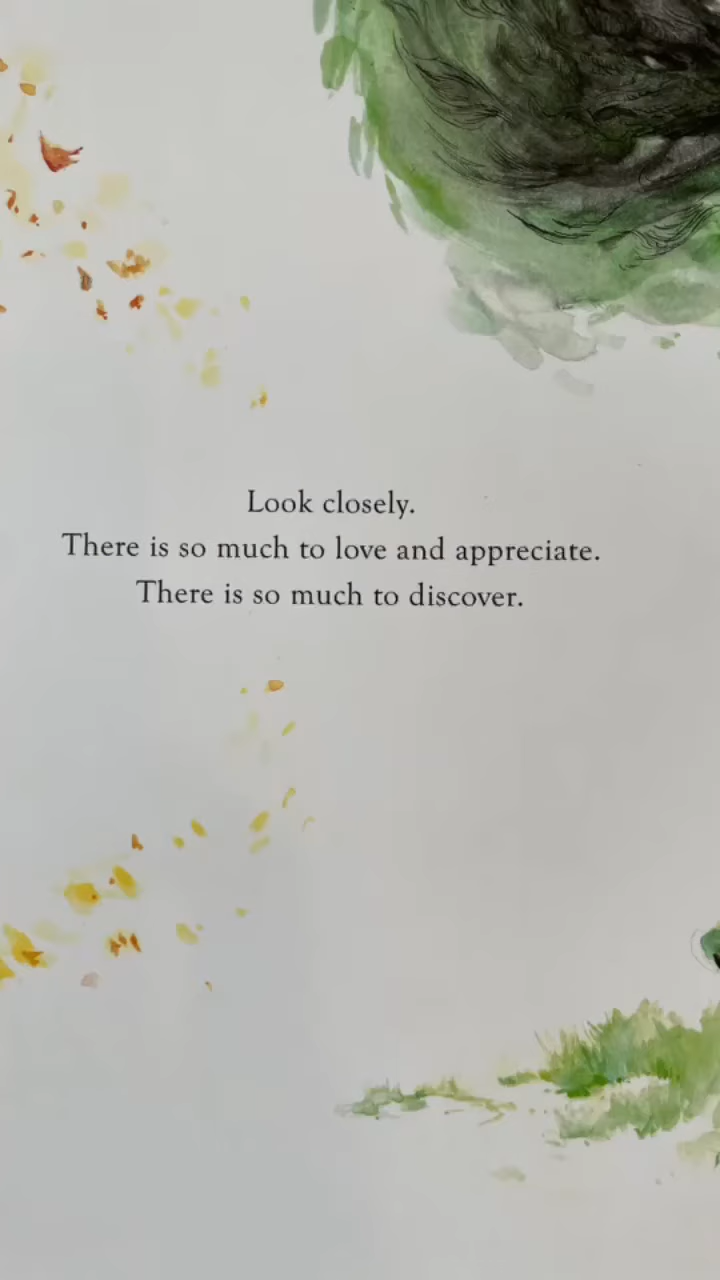 Look closely.
There is so much to love and appreciate.
There is so much to discover.